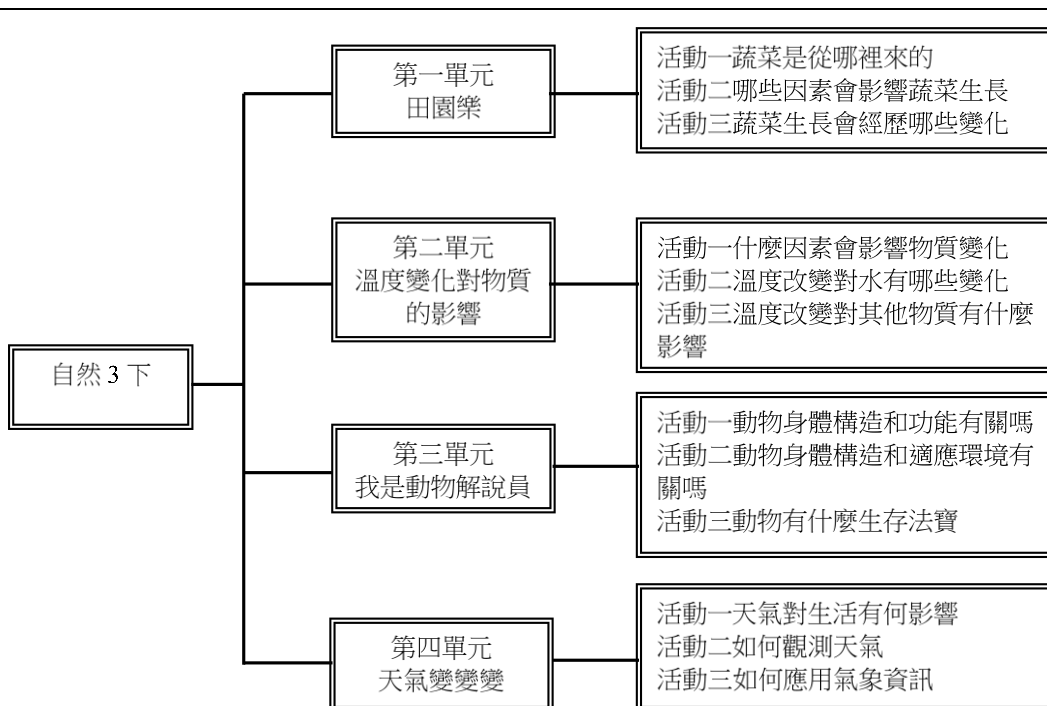 第一單元
田園樂
活動一蔬菜是從哪裡來的
活動二哪些因素會影響蔬菜生長
活動三蔬菜生長會經歷哪些變化
第二單元
溫度變化對物質
的影響
活動一什麼因素會影響物質變化
活動二溫度改變對水有哪些變化
活動三溫度改變對其他物質有什麼
影響
自然 3 下
第三單元
我是動物解說員
活動一動物身體構造和功能有關嗎
活動二動物身體構造和適應環境有
關嗎
活動三動物有什麼生存法寶
第四單元
天氣變變變
活動一天氣對生活有何影響
活動二如何觀測天氣
活動三如何應用氣象資訊